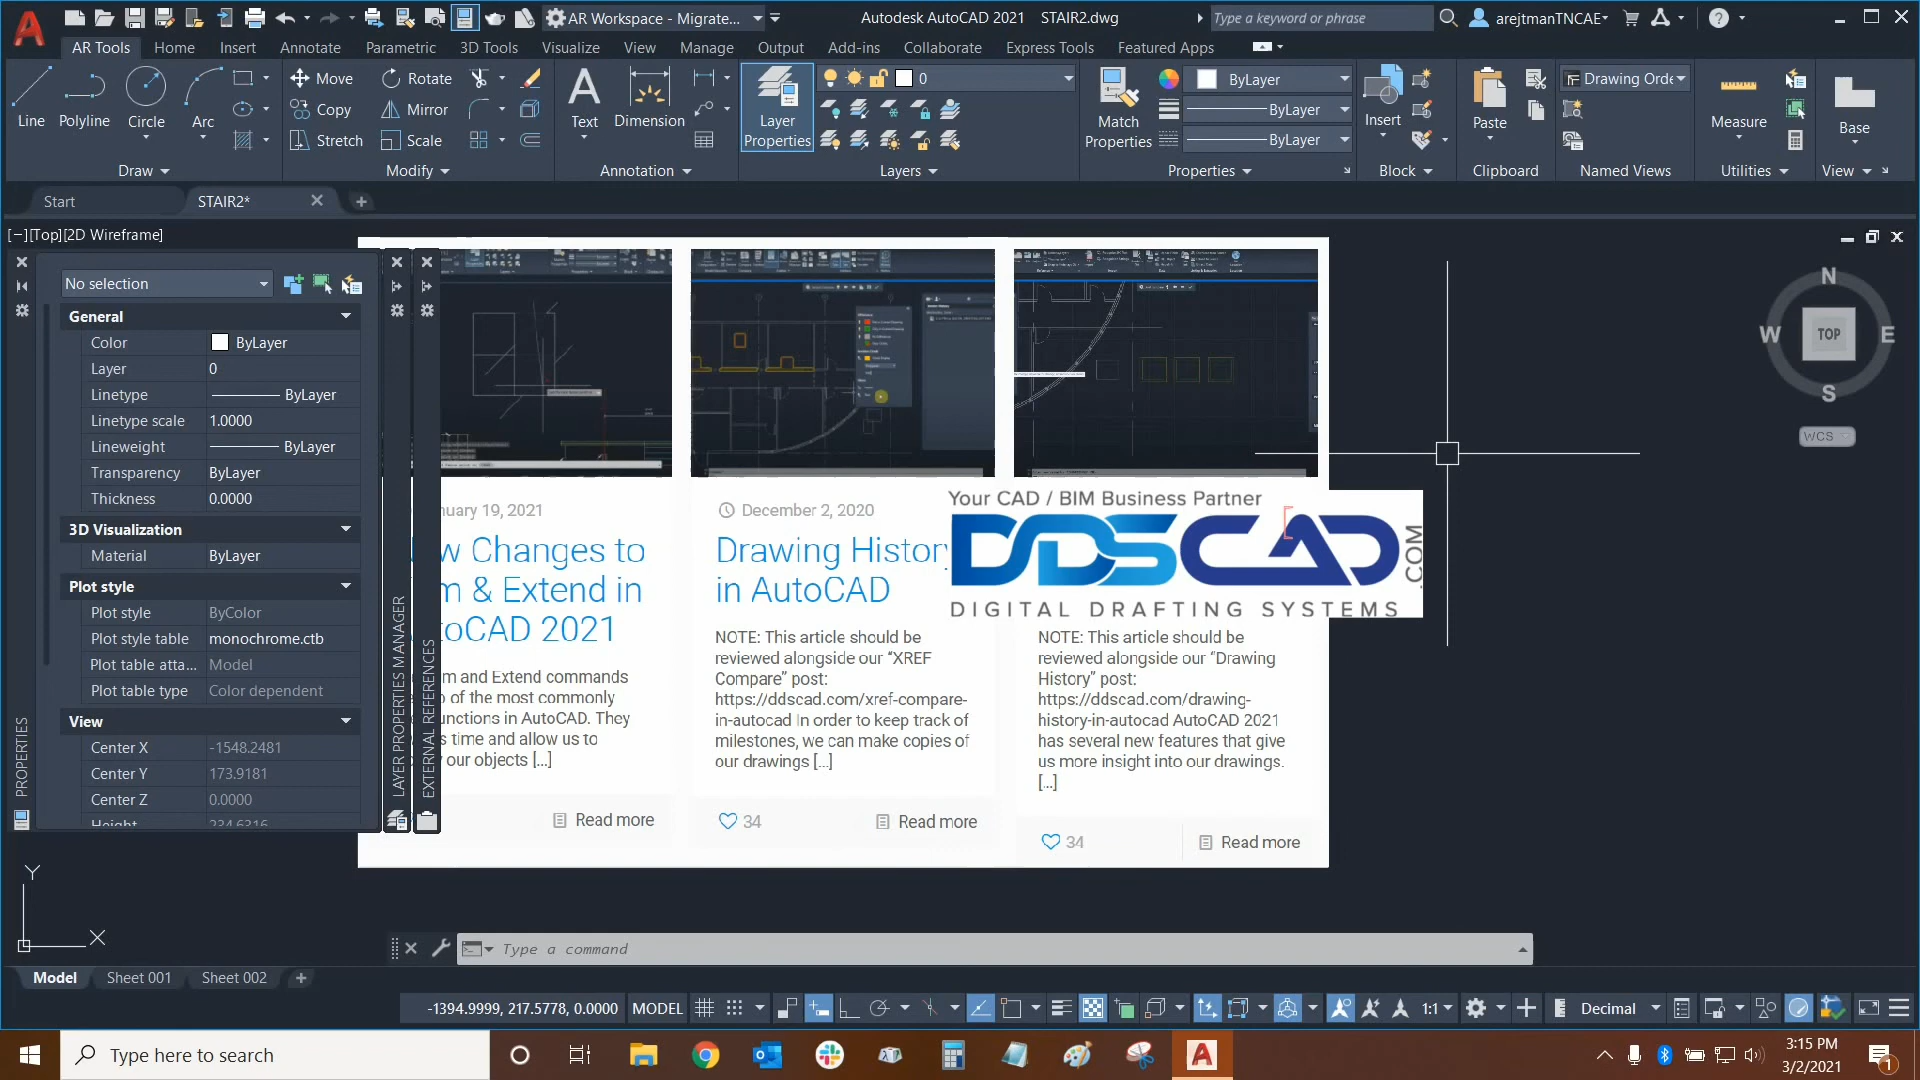 AR Workspace - Migrate...
Autodesk AutoCAD 2021 STAIR2.dwg
Type a keyword or phrase
arejtmanTNCAE
AR Tools Home Insert Annotate Parametric 3D Tools Visualize View Manage Output Add-ins Collaborate Express Tools Featured Apps
Line Polyline Circle Arc
Move Rotate
Copy Mirror
Stretch Scale
Text Dimension
Layer Properties
0
Match Properties
ByLayer
ByLayer
ByLayer
Insert
Paste
Drawing Orde
Measure
Base
Draw Modify Annotation Layers Properties Block Clipboard Named Views Utilities View
Start STAIR2*
[−][Top][2D Wireframe]
No selection
General
Color ByLayer
Layer 0
Linetype ByLayer
Linetype scale 1.0000
Lineweight ByLayer
Transparency ByLayer
Thickness 0.0000
3D Visualization
Material ByLayer
Plot style
Plot style ByColor
Plot style table monochrome.ctb
Plot table atta... Model
Plot table type Color dependent
View
Center X -1548.2481
Center Y 173.9181
Center Z 0.0000
Height 234.6316
PROPERTIES
LAYER PROPERTIES MANAGER
EXTERNAL REFERENCES
nuary 19, 2021
w Changes to
m & Extend in
toCAD 2021
m and Extend commands
o of the most commonly
unctions in AutoCAD. They
s time and allow us to
our objects [...]
Read more
December 2, 2020
Drawing History
in AutoCAD
NOTE: This article should be
reviewed alongside our “XREF
Compare” post:
https://ddscad.com/xref-compare-
in-autocad In order to keep track of
milestones, we can make copies of
our drawings [...]
34 Read more
Your CAD / BIM Business Partner
DDSCAD.COM
DIGITAL DRAFTING SYSTEMS
NOTE: This article should be
reviewed alongside our “Drawing
History” post:
https://ddscad.com/drawing-
history-in-autocad AutoCAD 2021
has several new features that give
us more insight into our drawings.
[...]
34 Read more
N
W TOP E
S
WCS
Y
X
Type a command
Model Sheet 001 Sheet 002
-1394.9999, 217.5778, 0.0000 MODEL 1:1 Decimal
Type here to search
3:15 PM
3/2/2021
1